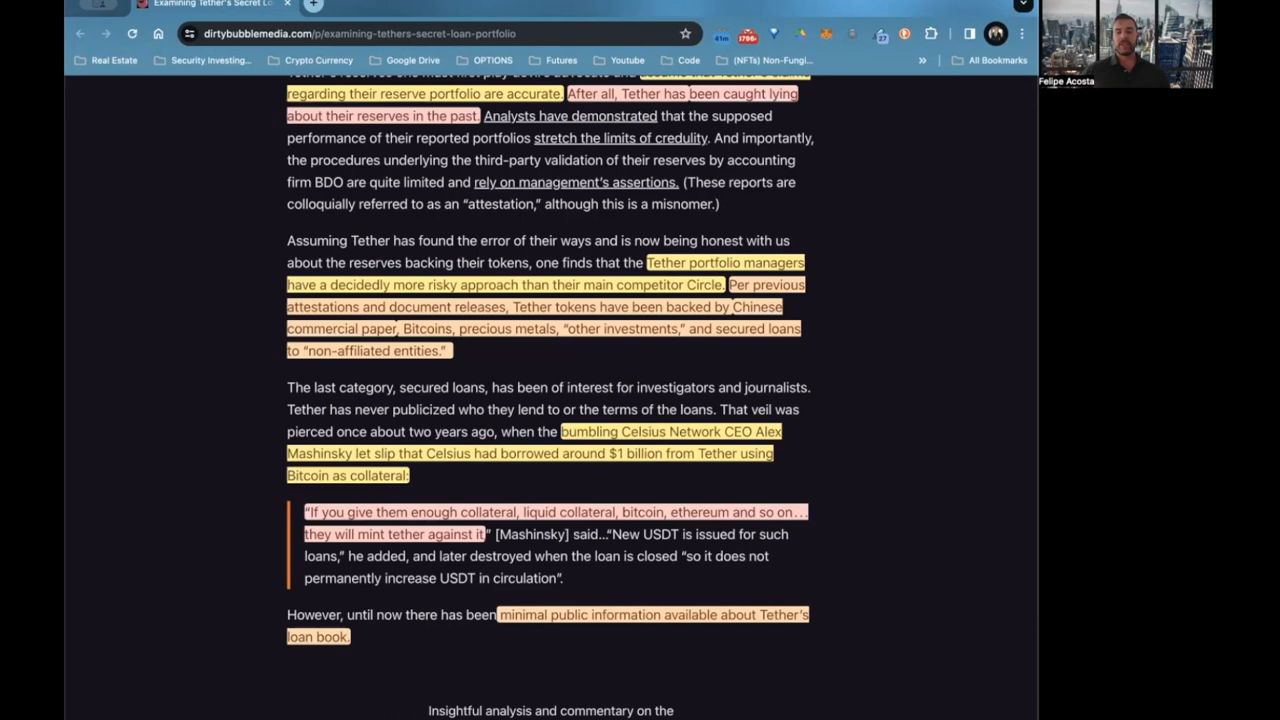 Examining Tether's Secret Lo
dirtybubblemedia.com/p/examining-tethers-secret-loan-portfolio
41m
1796
27
Real Estate
Security Investing...
Crypto Currency
Google Drive
OPTIONS
Futures
Youtube
Code
(NFTs) Non-Fungi...
»
All Bookmarks
Felipe Acosta
regarding their reserve portfolio are accurate. After all, Tether has been caught lying
about their reserves in the past. Analysts have demonstrated that the supposed
performance of their reported portfolios stretch the limits of credulity. And importantly,
the procedures underlying the third-party validation of their reserves by accounting
firm BDO are quite limited and rely on management's assertions. (These reports are
colloquially referred to as an “attestation,” although this is a misnomer.)
Assuming Tether has found the error of their ways and is now being honest with us
about the reserves backing their tokens, one finds that the Tether portfolio managers
have a decidedly more risky approach than their main competitor Circle. Per previous
attestations and document releases, Tether tokens have been backed by Chinese
commercial paper, Bitcoins, precious metals, “other investments,” and secured loans
to “non-affiliated entities.”
The last category, secured loans, has been of interest for investigators and journalists.
Tether has never publicized who they lend to or the terms of the loans. That veil was
pierced once about two years ago, when the bumbling Celsius Network CEO Alex
Mashinsky let slip that Celsius had borrowed around $1 billion from Tether using
Bitcoin as collateral:
“If you give them enough collateral, liquid collateral, bitcoin, ethereum and so on...
they will mint tether against it” [Mashinsky] said...“New USDT is issued for such
loans,” he added, and later destroyed when the loan is closed “so it does not
permanently increase USDT in circulation”.
However, until now there has been minimal public information available about Tether's
loan book.
Insightful analysis and commentary on the